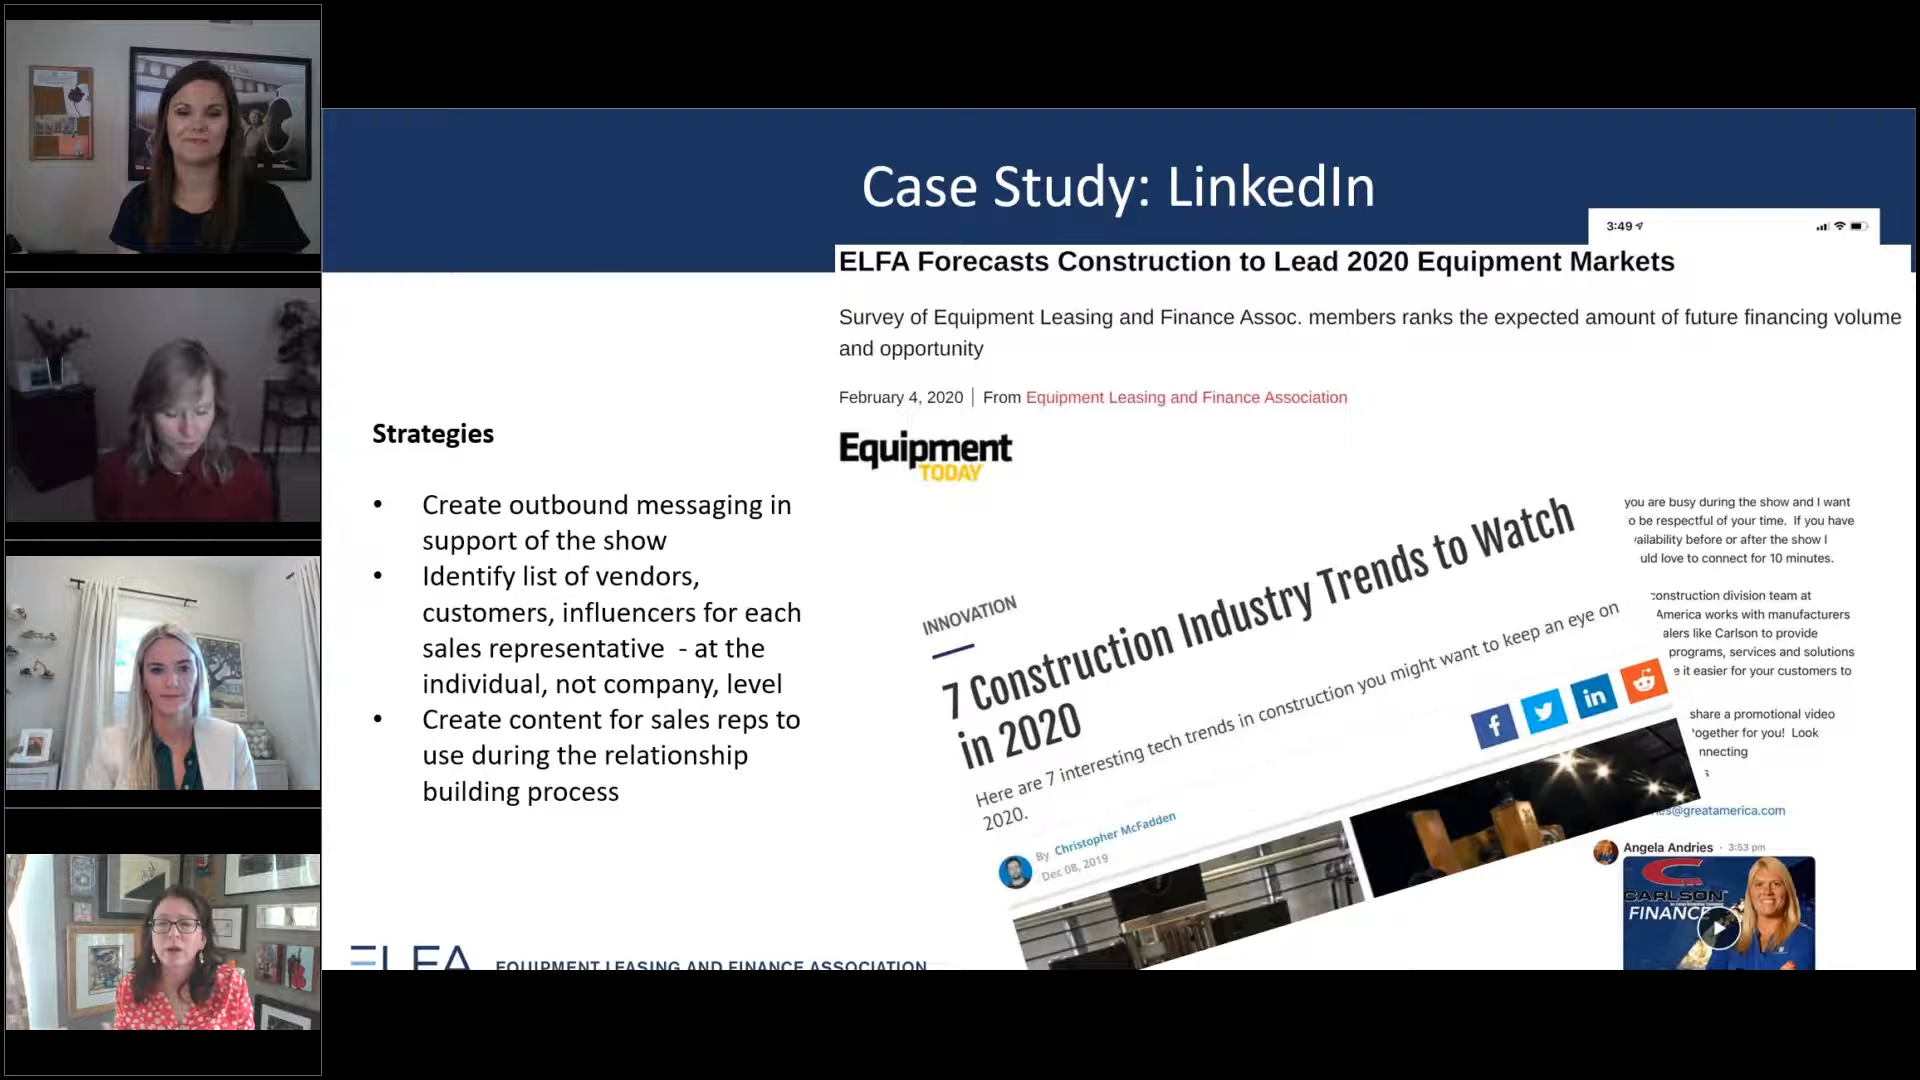 Case Study: LinkedIn
3:49
ELFA Forecasts Construction to Lead 2020 Equipment Markets
Survey of Equipment Leasing and Finance Assoc. members ranks the expected amount of future financing volume
and opportunity
February 4, 2020 | From Equipment Leasing and Finance Association
Equipment
TODAY
Strategies
• Create outbound messaging in
support of the show
• Identify list of vendors,
customers, influencers for each
sales representative - at the
individual, not company, level
• Create content for sales reps to
use during the relationship
building process
INNOVATION
7 Construction Industry Trends to Watch
in 2020
Here are 7 interesting tech trends in construction you might want to keep an eye on
2020.
By Christopher McFadden
Dec 08, 2019
you are busy during the show and I want
o be respectful of your time. If you have
vailability before or after the show I
uld love to connect for 10 minutes.
construction division team at
America works with manufacturers
alers like Carlson to provide
programs, services and solutions
e it easier for your customers to
share a promotional video
ogether for you! Look
nnecting
s
es@greatamerica.com
Angela Andries · 3:53 pm
CARLSON
FINANCE
ELFA EQUIPMENT LEASING AND FINANCE ASSOCIATION